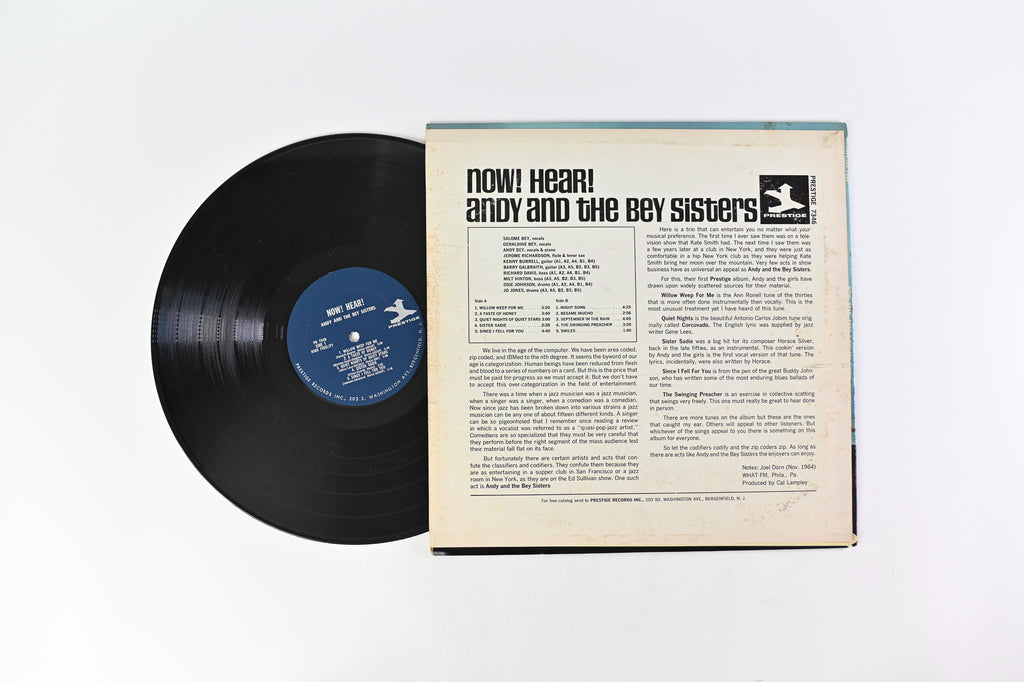 NOW! HEAR!
ANDY AND THE BEY SISTERS
PRESTIGE
PRESTIGE 7346
SALOME BEY, vocals
GERALDINE BEY, vocals
ANDY BEY, vocals & piano
JEROME RICHARDSON, flute & tenor sax
KENNY BURRELL, guitar (A1, A2, A4, B1, B4)
BARRY GALBRAITH, guitar (A3, A5, B2, B3, B5)
RICHARD DAVIS, bass (A1, A2, A4, B1, B4)
MILT HINTON, bass (A3, A5, B2, B3, B5)
OSIE JOHNSON, drums (A1, A2, A4, B1, B4)
JO JONES, drums (A3, A5, B2, B3, B5)
Side A
1. WILLOW WEEP FOR ME 3:20
2. A TASTE OF HONEY 3:40
3. QUIET NIGHTS OF QUIET STARS 3:00
4. SISTER SADIE 2:35
5. SINCE I FELL FOR YOU 4:40
Side B
1. NIGHT SONG 4:25
2. BESAME MUCHO 2:56
3. SEPTEMBER IN THE RAIN 4:09
4. THE SWINGING PREACHER 3:20
5. SMILES 1:40
We live in the age of the computer. We have been area coded,
zip coded, and IBMed to the nth degree. It seems the byword of our
age is categorization. Human beings have been reduced from flesh
and blood to a series of numbers on a card. But this is the price that
must be paid for progress so we must accept it. But we don't have
to accept this over-categorization in the field of entertainment.
There was a time when a jazz musician was a jazz musician,
when a singer was a singer, when a comedian was a comedian.
Now since jazz has been broken down into various strains a jazz
musician can be any one of about fifteen different kinds. A singer
can be so pigeonholed that I remember once reading a review
in which a vocalist was referred to as a "quasi-pop jazz artist."
Comedians are so specialized that they must be very careful that
they perform before the right segment of the mass audience lest
their material fall flat on its face.
But fortunately there are certain artists and acts that con-
fute the classifiers and codifiers. They confute them because they
are as entertaining in a supper club in San Francisco or a jazz
room in New York, as they are on the Ed Sullivan show. One such
act is Andy and the Bey Sisters
Here is a trio that can entertain you no matter what your
musical preference. The first time I ever saw them was on a tele-
vision show that Kate Smith had. The next time I saw them was
a few years later at a club in New York, and they were just as
comfortable in a hip New York club as they were helping Kate
Smith bring her moon over the mountain. Very few acts in show
business have as universal an appeal as Andy and the Bey Sisters.
For this, their first Prestige album, Andy and the girls have
drawn upon widely scattered sources for their material.
Willow Weep For Me is the Ann Ronell tune of the thirties
that is more often done instrumentally then vocally. This is the
most unusual treatment yet I have heard of this tune.
Quiet Nights is the beautiful Antonio Carlos Jobim tune orig-
inally called Corcovado. The English lyric was supplied by jazz
writer Gene Lees.
Sister Sadie was a big hit for its composer Horace Silver,
back in the late fifties, as an instrumental. This cookin' version
by Andy and the girls is the first vocal version of that tune. The
lyrics, incidentally, were also written by Horace.
Since I Fell For You is from the pen of the great Buddy John-
son, who has written some of the most enduring blues ballads of
our time.
The Swinging Preacher is an exercise in collective scatting
that swings very freely. This one must really be great to hear done
in person.
There are more tunes on the album but these are the ones
that caught my ear. Others will appeal to other listeners. But
whichever of the songs appeal to you there is something on this
album for everyone.
So let the codifiers codify and the zip coders zip. As long as
there are acts like Andy and the Bey Sisters the enjoyers can enjoy.
Notes: Joel Dorn (Nov. 1964)
WHAT-FM, Phila., Pa.
Produced by Cal Lampley
For free catalog send to PRESTIGE RECORDS INC., 203 SO. WASHINGTON AVE., BERGENFIELD, N. J.
NOW! HEAR!
ANDY AND THE BEY SISTERS
PRESTIGE
PR 7346
HIGH FIDELITY
1. WILLOW WEEP FOR ME
2. A TASTE OF HONEY
PRESTIGE RECORDS INC., 203 S. WASHINGTON AVE., BERGENFIELD, N. J.